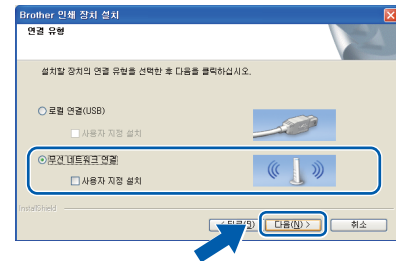 Brother 인쇄 장치 설치
연결 유형
설치할 장치의 연결 유형을 선택한 후 다음을 클릭하십시오.
로컬 연결(USB)
사용자 지정 설치
무선 네트워크 연결
사용자 지정 설치
InstallShield
(B) 다음(N) > 취소